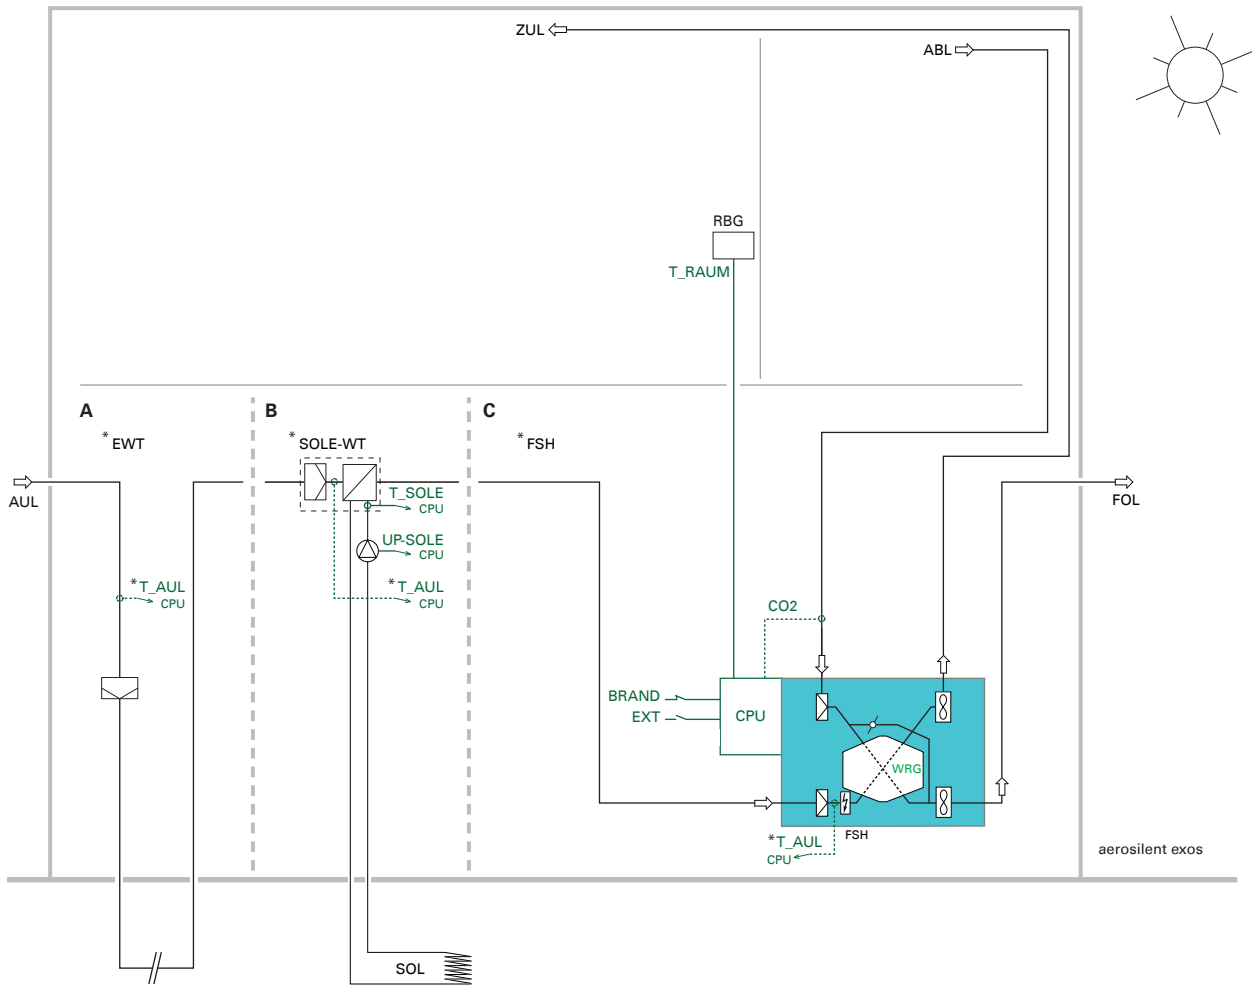 ZUL
ABL
RBG
T_RAUM
A
B
C
*EWT
*SOLE-WT
*FSH
AUL
T_SOLE
CPU
FOL
UP-SOLE
CPU
*T_AUL
CPU
*T_AUL
CPU
CO2
BRAND
EXT
CPU
WRG
FSH
*T_AUL
CPU
aerosilent exos
SOL